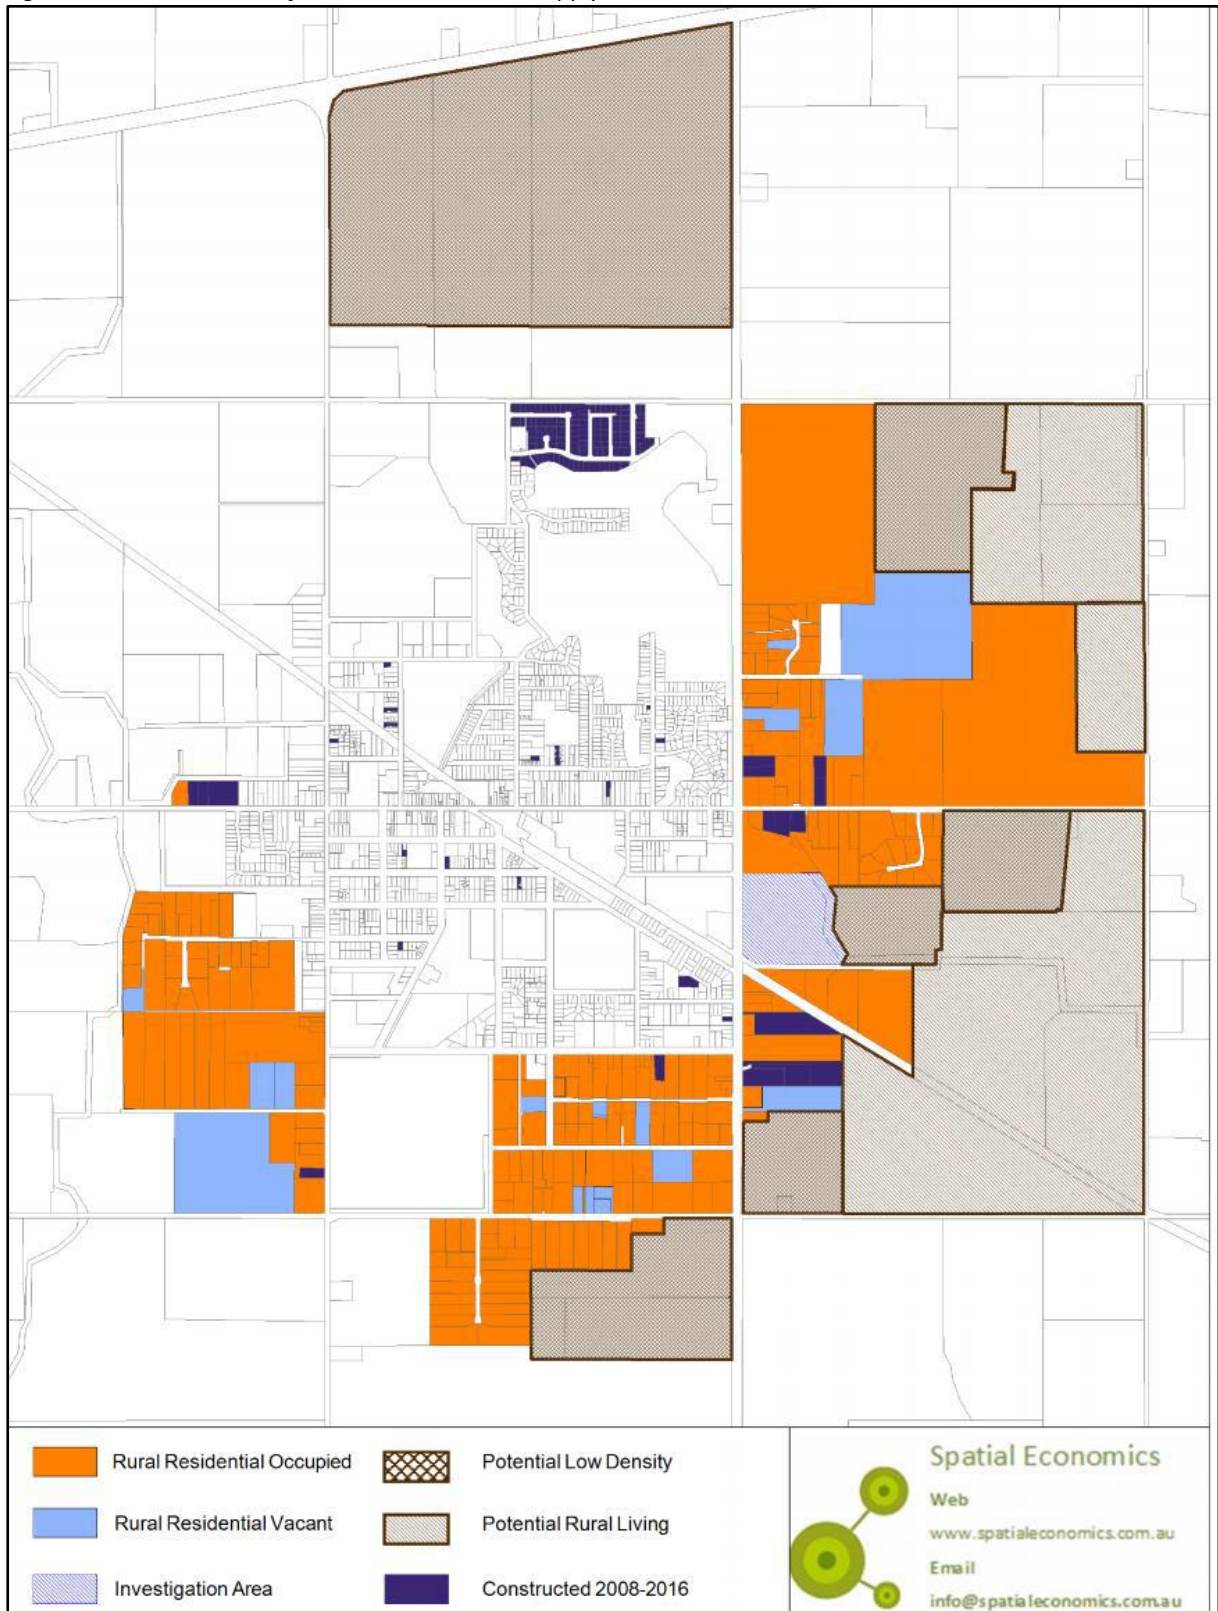 Rural Residential Occupied
Potential Low Density
Rural Residential Vacant
Potential Rural Living
Investigation Area
Constructed 2008-2016
Spatial Economics
Web
www.spatialeconomics.com.au
Email
info@spatialeconomics.com.au